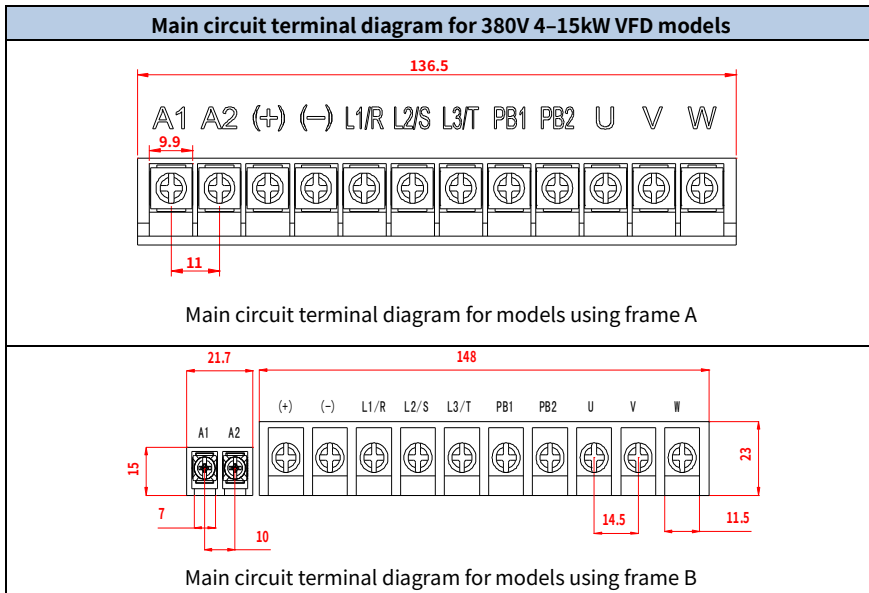 Main circuit terminal diagram for 380V 4–15kW VFD models
136.5
A1 A2 (+) (−) L1/R L2/S L3/T PB1 PB2 U V W
9.9
11
Main circuit terminal diagram for models using frame A
21.7 148
(+) (-) L1/R L2/S L3/T PB1 PB2 U V W
A1 A2
15 23
7 14.5 11.5
10
Main circuit terminal diagram for models using frame B